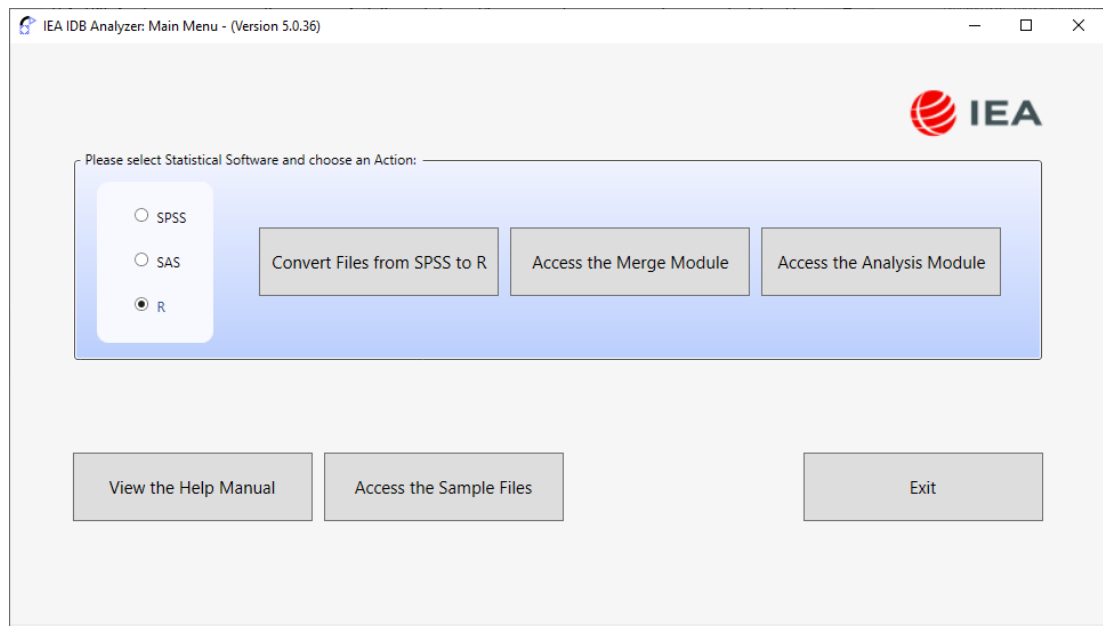 IEA IDB Analyzer: Main Menu - (Version 5.0.36)
IEA
Please select Statistical Software and choose an Action:
SPSS
SAS
R
Convert Files from SPSS to R
Access the Merge Module
Access the Analysis Module
View the Help Manual
Access the Sample Files
Exit